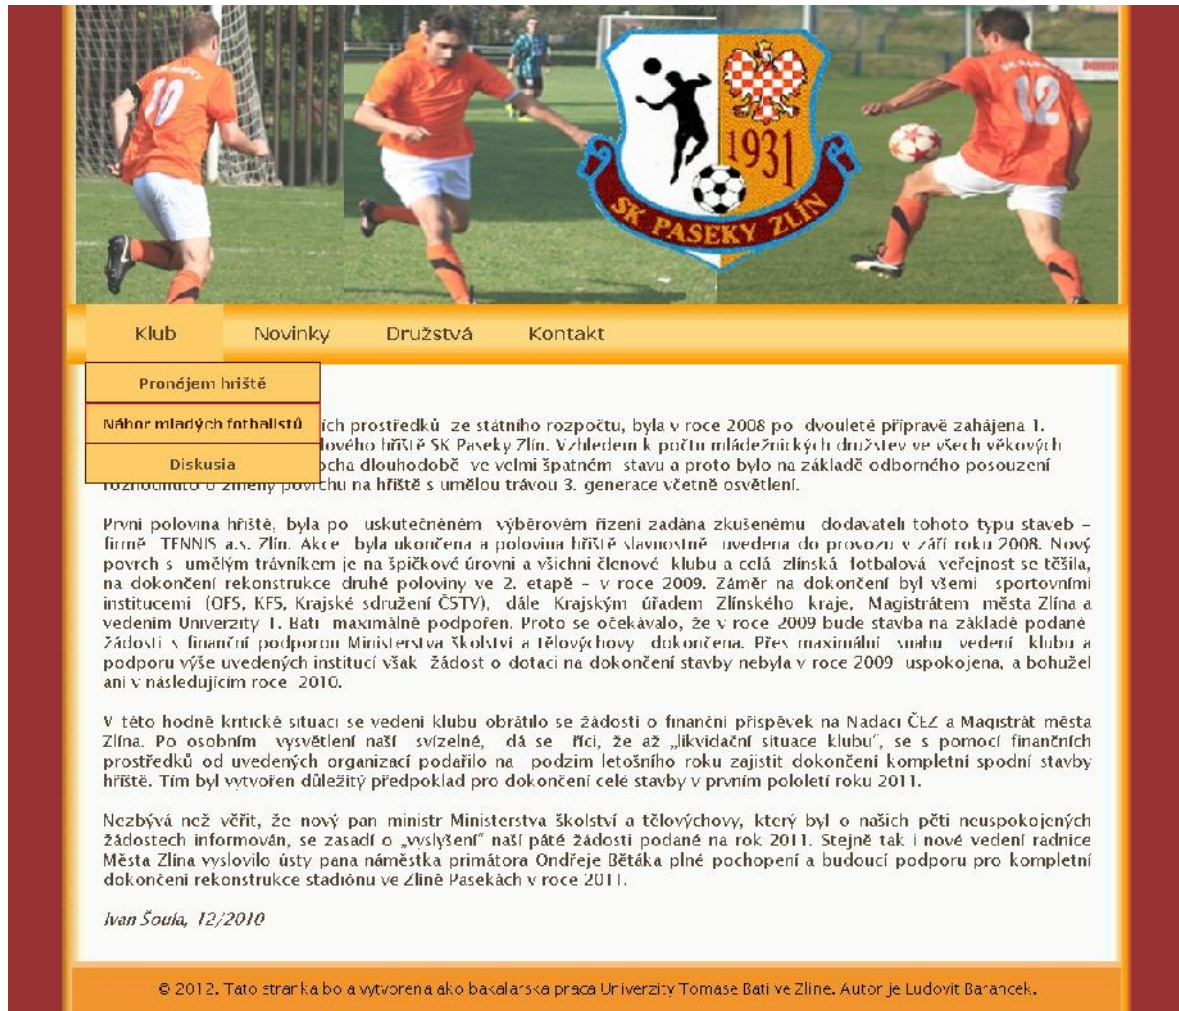 10
12
1931
SK PASEKY ZLÍN
Klub Novinky Družstvá Kontakt
Pronájem hriště
Nábor mladých fotbalistů
Diskusia
ích prostředků ze státního rozpočtu, byla v roce 2008 po dvouleté přípravě zahájena 1.
lového hřiště SK Paseky Zlín. Vzhledem k počtu mládežnických družstev ve všech věkových
ocha dlouhodobě ve velmi špatném stavu a proto bylo na základě odborného posouzení
rozhodnuto o změny povrchu na hřiště s umělou trávou 3. generace včetně osvětlení.
První polovina hřiště, byla po uskutečněném výběrovém řízení zadána zkušenému dodavateli tohoto typu staveb –
firmě TENNIS a.s. Zlín. Akce byla ukončena a polovina hřiště slavnostně uvedena do provozu v září roku 2008. Nový
povrch s umělým trávníkem je na špičkové úrovni a všichni členové klubu a celá zlínská fotbalová veřejnost se těšila,
na dokončení rekonstrukce druhé poloviny ve 2. etapě – v roce 2009. Záměr na dokončení byl všemi sportovními
institucemi (OFS, KFS, Krajské sdružení ČSTV), dále Krajským úřadem Zlínského kraje, Magistrátem města Zlína a
vedením Univerzity T. Bati maximálně podpořen. Proto se očekávalo, že v roce 2009 bude stavba na základě podané
žádosti s finanční podporou Ministerstva školství a tělovýchovy dokončena. Přes maximální snahu vedení klubu a
podporu výše uvedených institucí však žádost o dotaci na dokončení stavby nebyla v roce 2009 uspokojena, a bohužel
ani v následujícím roce 2010.
V této hodně kritické situaci se vedení klubu obrátilo se žádostí o finanční příspěvek na Nadaci ČEZ a Magistrát města
Zlína. Po osobním vysvětlení naší svízelné, dá se říci, že až „likvidační situace klubu“, se s pomocí finančních
prostředků od uvedených organizací podařilo na podzim letošního roku zajistit dokončení kompletní spodní stavby
hřiště. Tím byl vytvořen důležitý předpoklad pro dokončení celé stavby v prvním pololetí roku 2011.
Nezbývá než věřit, že nový pan ministr Ministerstva školství a tělovýchovy, který byl o našich pěti neuspokojených
žádostech informován, se zasadí o „vyslyšení“ naší páté žádosti podané na rok 2011. Stejně tak i nové vedení radnice
Města Zlína vyslovilo ústy pana náměstka primátora Ondřeje Běťáka plné pochopení a budoucí podporu pro kompletní
dokončení rekonstrukce stadiónu ve Zlíně Pasekách v roce 2011.
Ivan Šoula, 12/2010
© 2012. Tato stranka bola vytvorena ako bakalarska praca Univerzity Tomase Bati ve Zline. Autor je Ludovit Barancek.